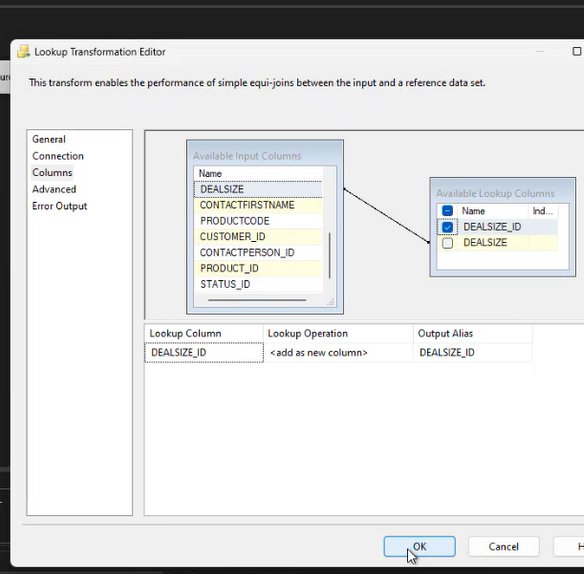 Lookup Transformation Editor
This transform enables the performance of simple equi-joins between the input and a reference data set.
General
Connection
Columns
Advanced
Error Output
Available Input Columns
Name
DEALSIZE
CONTACTFIRSTNAME
PRODUCTCODE
CUSTOMER_ID
CONTACTPERSON_ID
PRODUCT_ID
STATUS_ID
Available Lookup Columns
Name Ind...
DEALSIZE_ID
DEALSIZE
Lookup Column Lookup Operation Output Alias
DEALSIZE_ID <add as new column> DEALSIZE_ID
OK Cancel